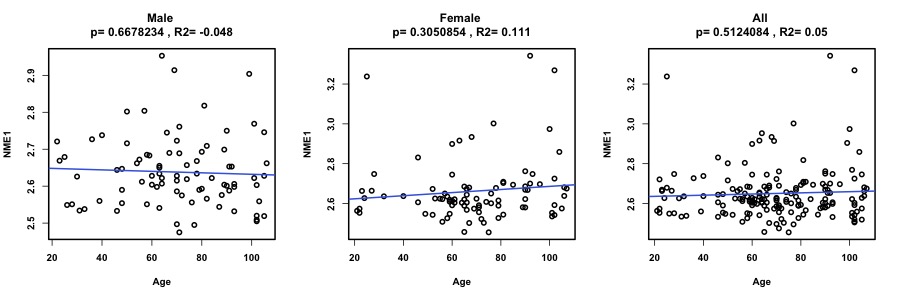 Male
p= 0.6678234 , R2= -0.048
NME1
2.9
2.8
2.7
2.6
2.5
20 40 60 80 100
Age
Female
p= 0.3050854 , R2= 0.111
NME1
3.2
3.0
2.8
2.6
20 40 60 80 100
Age
All
p= 0.5124084 , R2= 0.05
NME1
3.2
3.0
2.8
2.6
20 40 60 80 100
Age